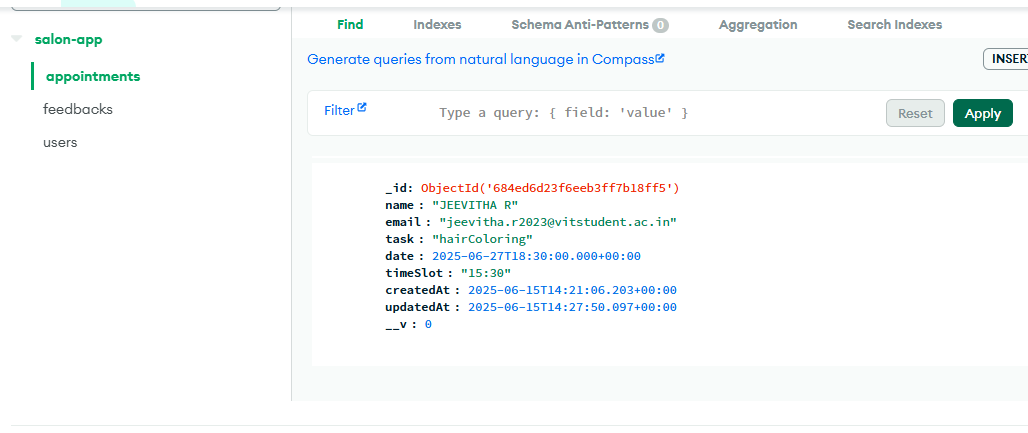 salon-app
appointments
feedbacks
users
Find Indexes Schema Anti-Patterns 0 Aggregation Search Indexes
Generate queries from natural language in Compass
INSER
Filter Type a query: { field: 'value' } Reset Apply
_id: ObjectId('684ed6d23f6eeb3ff7b18ff5')
name : "JEEVITHA R"
email : "jeevitha.r2023@vitstudent.ac.in"
task : "hairColoring"
date : 2025-06-27T18:30:00.000+00:00
timeSlot : "15:30"
createdAt : 2025-06-15T14:21:06.203+00:00
updatedAt : 2025-06-15T14:27:50.097+00:00
__v : 0